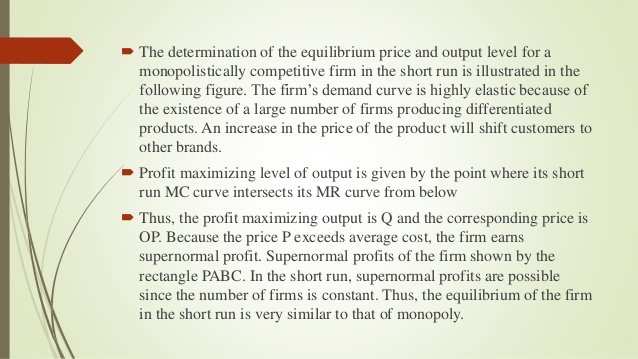 The determination of the equilibrium price and output level for a
monopolistically competitive firm in the short run is illustrated in the
following figure. The firm's demand curve is highly elastic because of
the existence of a large number of firms producing differentiated
products. An increase in the price of the product will shift customers to
other brands.
Profit maximizing level of output is given by the point where its short
run MC curve intersects its MR curve from below
Thus, the profit maximizing output is Q and the corresponding price is
OP. Because the price P exceeds average cost, the firm earns
supernormal profit. Supernormal profits of the firm shown by the
rectangle PABC. In the short run, supernormal profits are possible
since the number of firms is constant. Thus, the equilibrium of the firm
in the short run is very similar to that of monopoly.